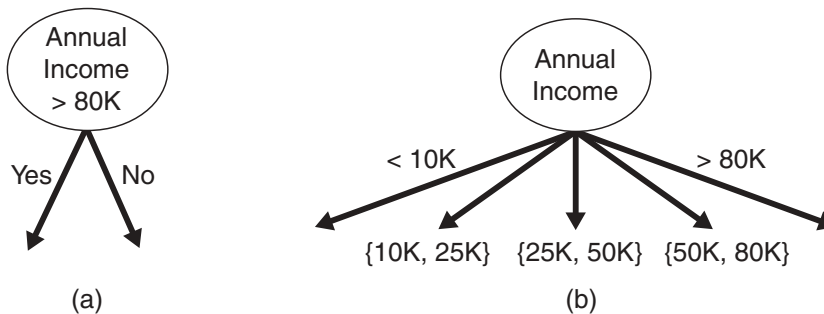 Annual
Income
> 80K
Yes
No
(a)
Annual
Income
< 10K
> 80K
{10K, 25K}
{25K, 50K}
{50K, 80K}
(b)